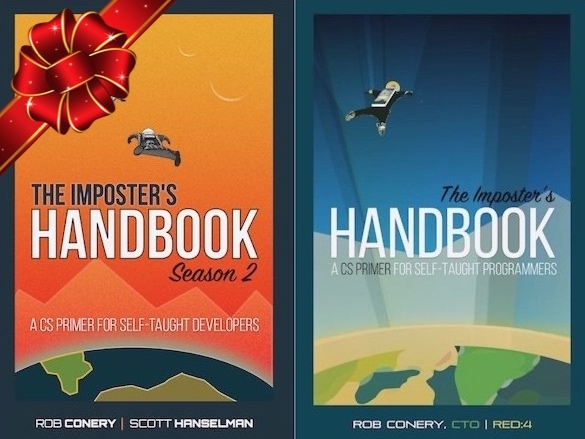 THE IMPOSTER'S
HANDBOOK
Season 2
A CS PRIMER FOR SELF-TAUGHT DEVELOPERS
ROB CONERY | SCOTT HANSELMAN
The Imposter's
HANDBOOK
A CS PRIMER FOR SELF-TAUGHT PROGRAMMERS
ROB CONERY, CTO | RED:4